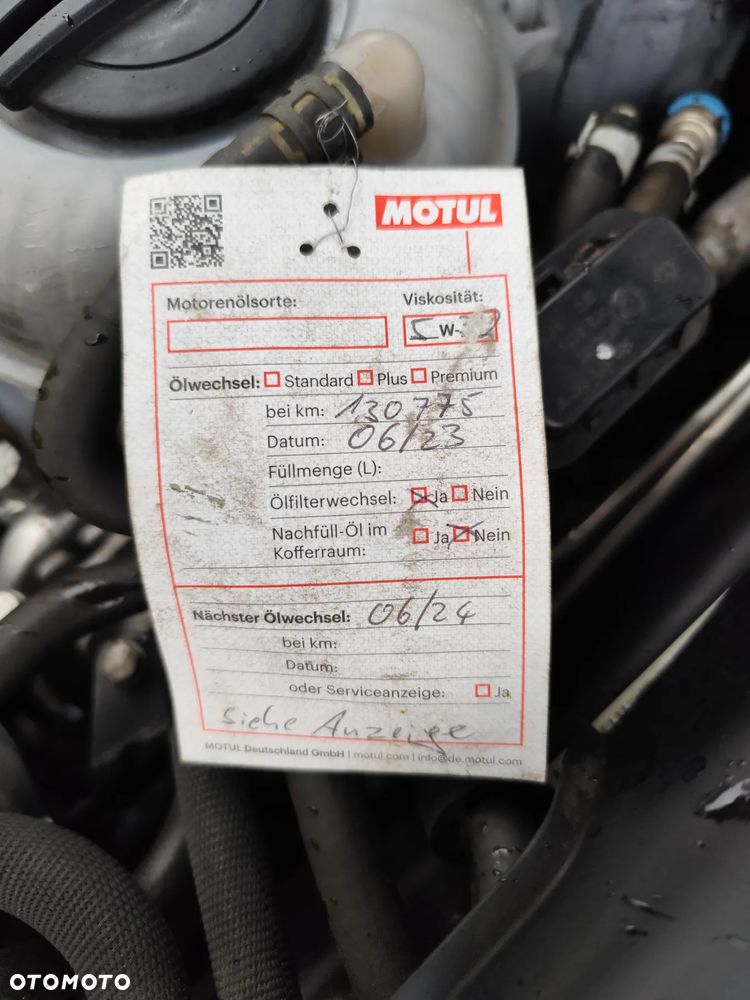 MOTUL
Motorenölsorte:
Viskosität:
5 W-30
Ölwechsel: Standard Plus Premium
bei km: 130775
Datum: 06/23
Füllmenge (L):
Ölfilterwechsel: Ja Nein
Nachfüll-Öl im Kofferraum: Ja Nein
Nächster Ölwechsel: 06/24
bei km:
Datum:
oder Serviceanzeige: Ja
siehe Anzeige
MOTUL Deutschland GmbH | motul.com | info@de.motul.com
OTOMOTO